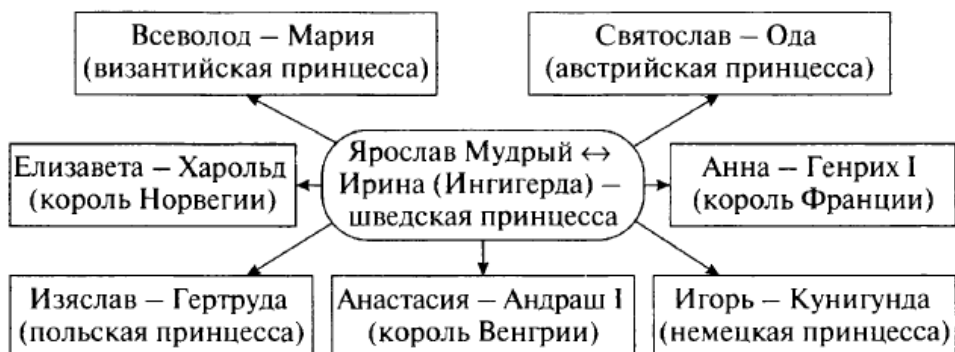 Всеволод – Мария
(византийская принцесса)
Святослав – Ода
(австрийская принцесса)
Елизавета – Харольд
(король Норвегии)
Ярослав Мудрый ↔
Ирина (Ингигерда) –
шведская принцесса
Анна – Генрих I
(король Франции)
Изяслав – Гертруда
(польская принцесса)
Анастасия – Андраш I
(король Венгрии)
Игорь – Кунигунда
(немецкая принцесса)